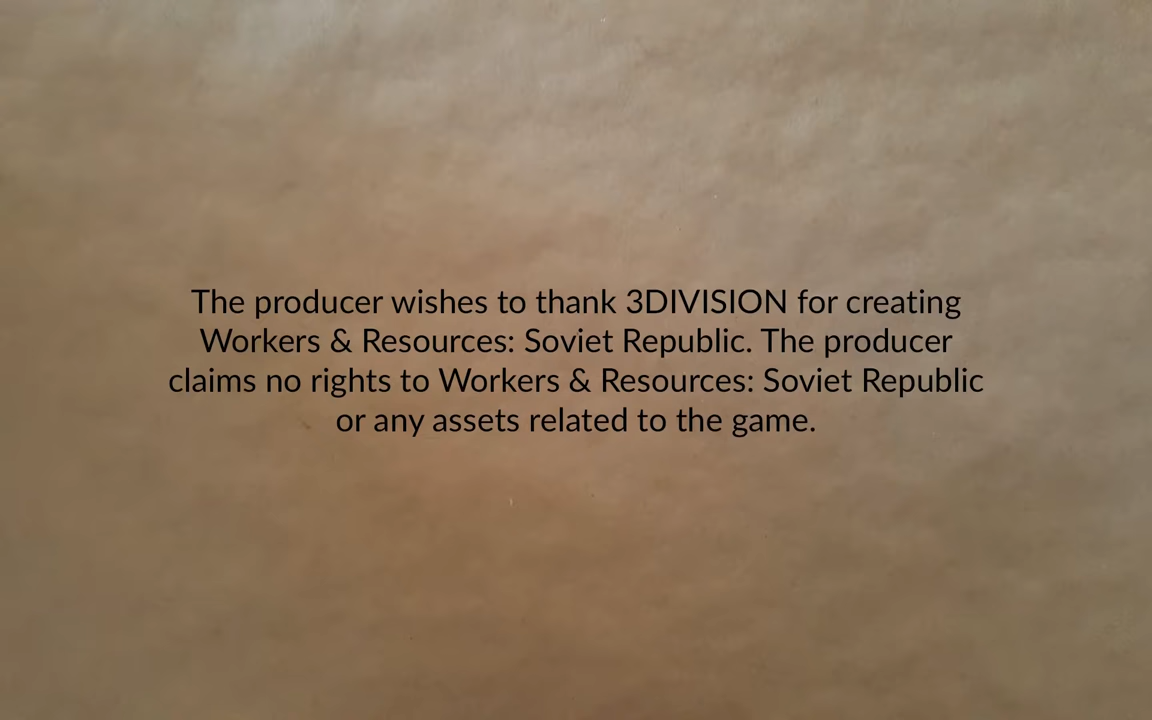 The producer wishes to thank 3DIVISION for creating
Workers & Resources: Soviet Republic. The producer
claims no rights to Workers & Resources: Soviet Republic
or any assets related to the game.